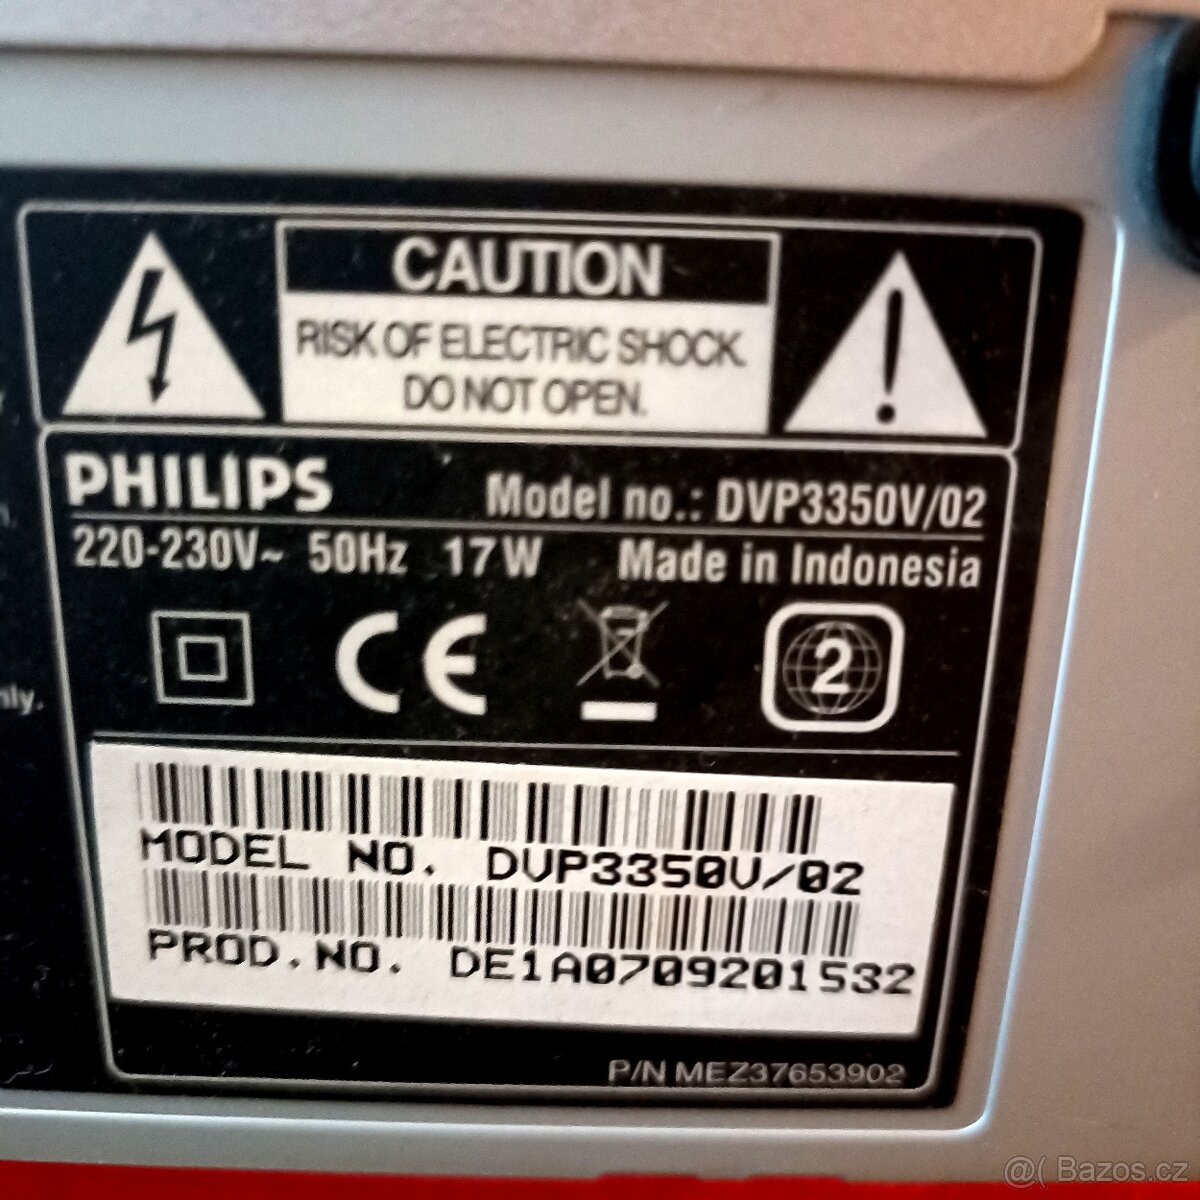 CAUTION
RISK OF ELECTRIC SHOCK.
DO NOT OPEN.
PHILIPS Model no.: DVP3350V/02
220-230V~ 50Hz 17W Made in Indonesia
CE
2
MODEL NO. DVP3350V/02
PROD.NO. DE1A0709201532
P/N MEZ37653902
@( Bazos.cz